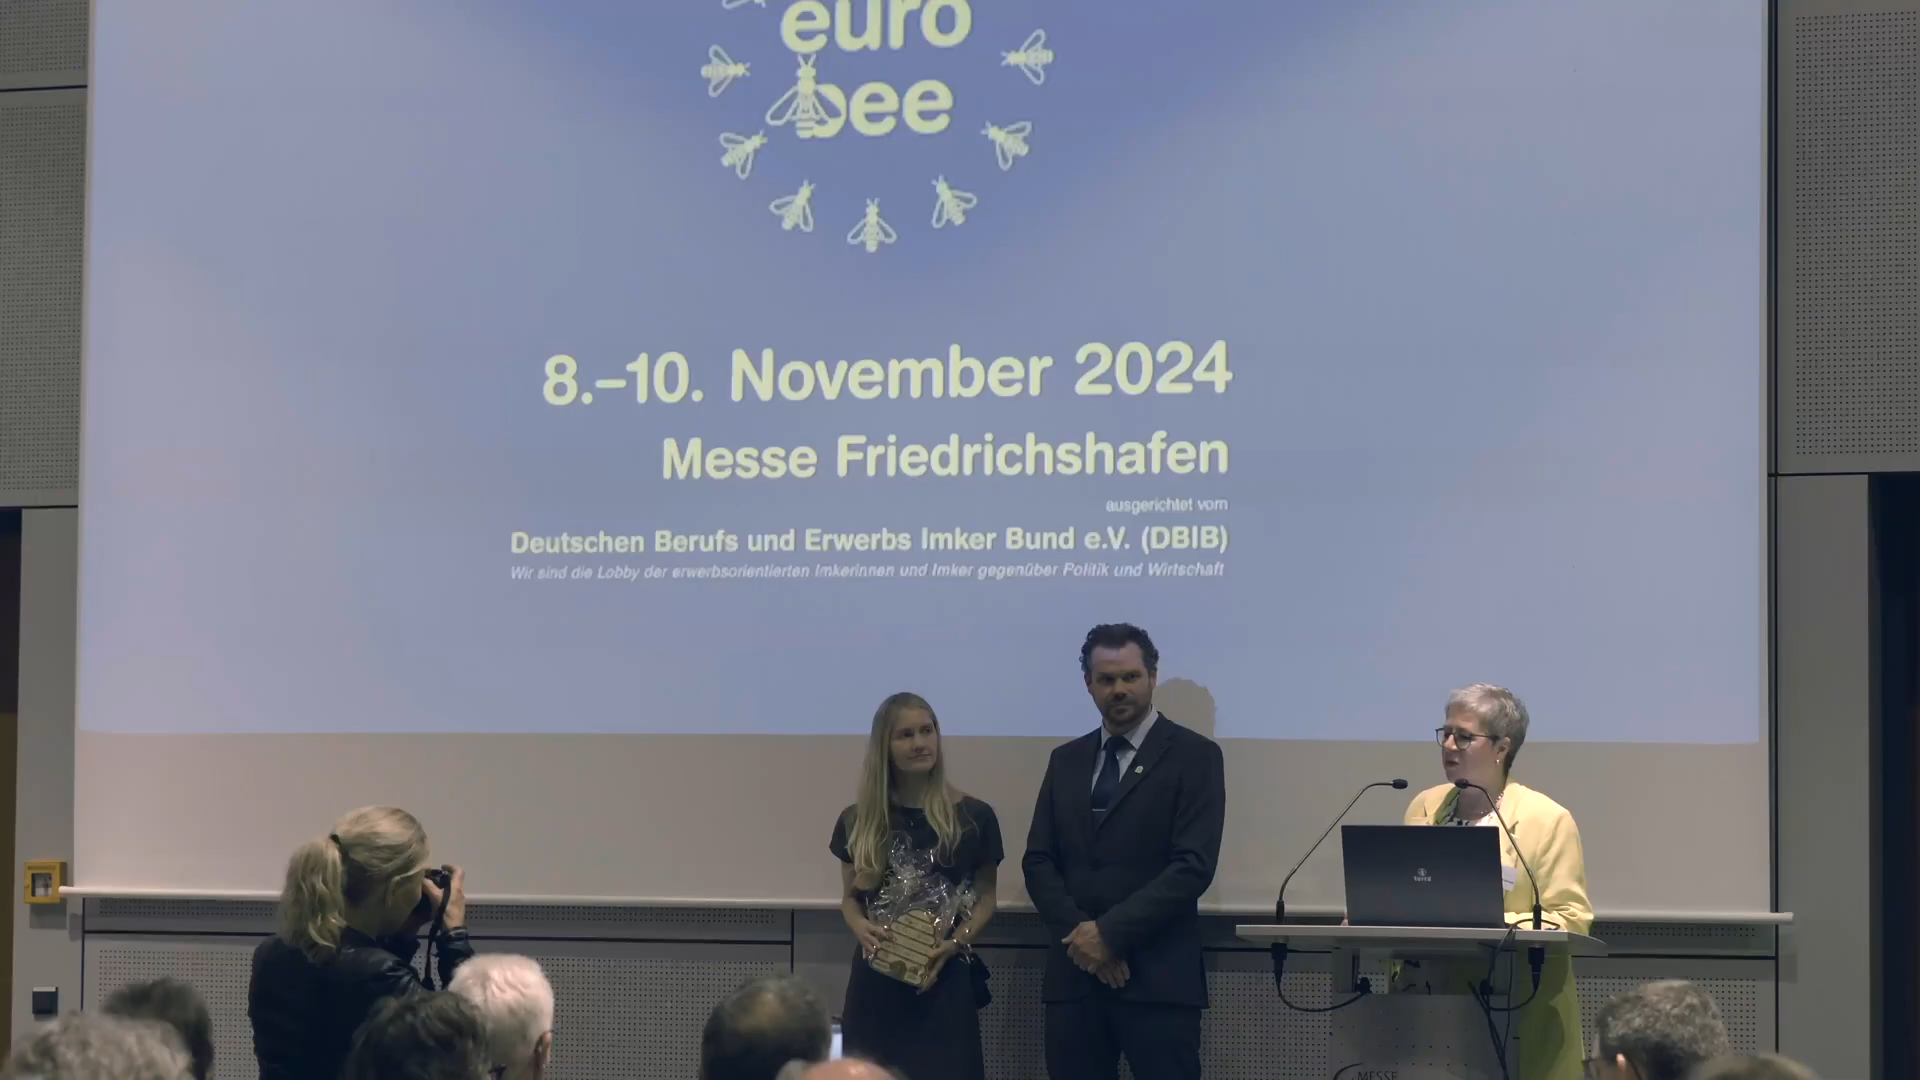 euro
bee
8.–10. November 2024
Messe Friedrichshafen
ausgerichtet vom
Deutschen Berufs und Erwerbs Imker Bund e.V. (DBIB)
Wir sind die Lobby der erwerbsorientierten Imkerinnen und Imker gegenüber Politik und Wirtschaft
MESSE